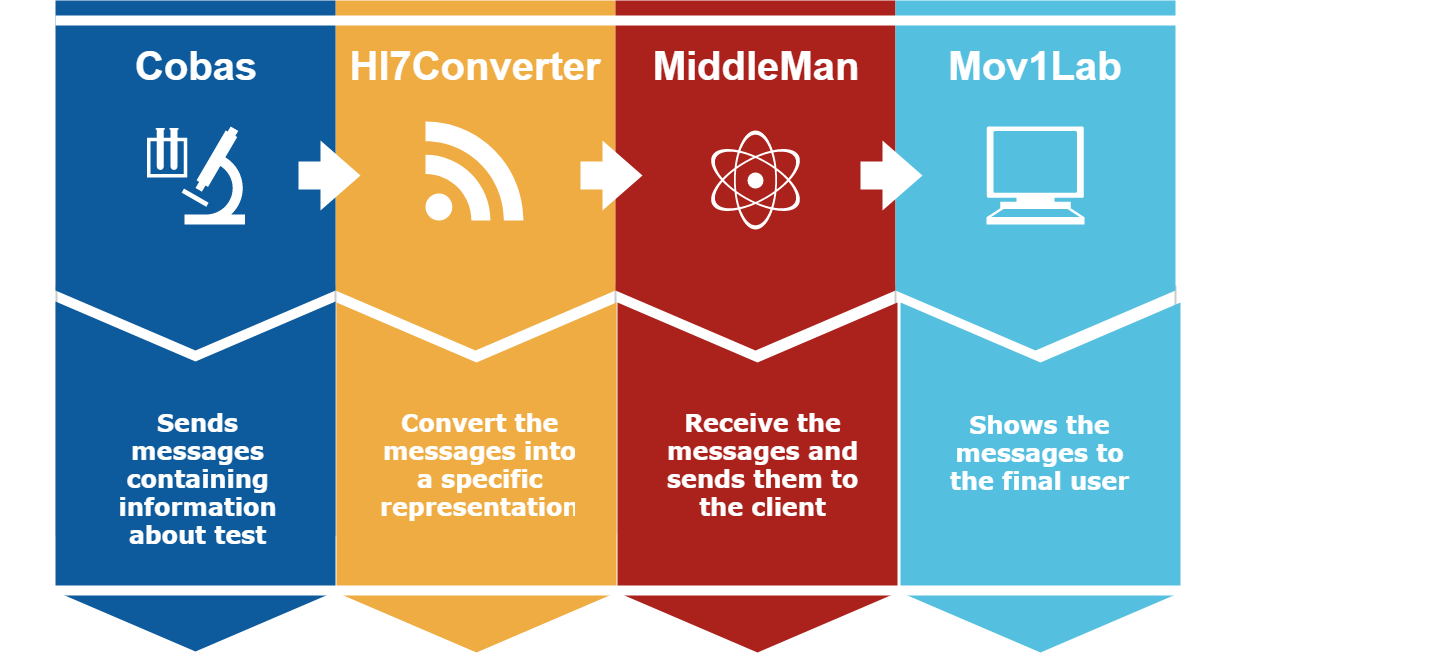 Cobas
Hl7Converter
MiddleMan
Mov1Lab
Sends
messages
containing
information
about test
Convert the
messages into
a specific
representation
Receive the
messages and
sends them to
the client
Shows the
messages to
the final user